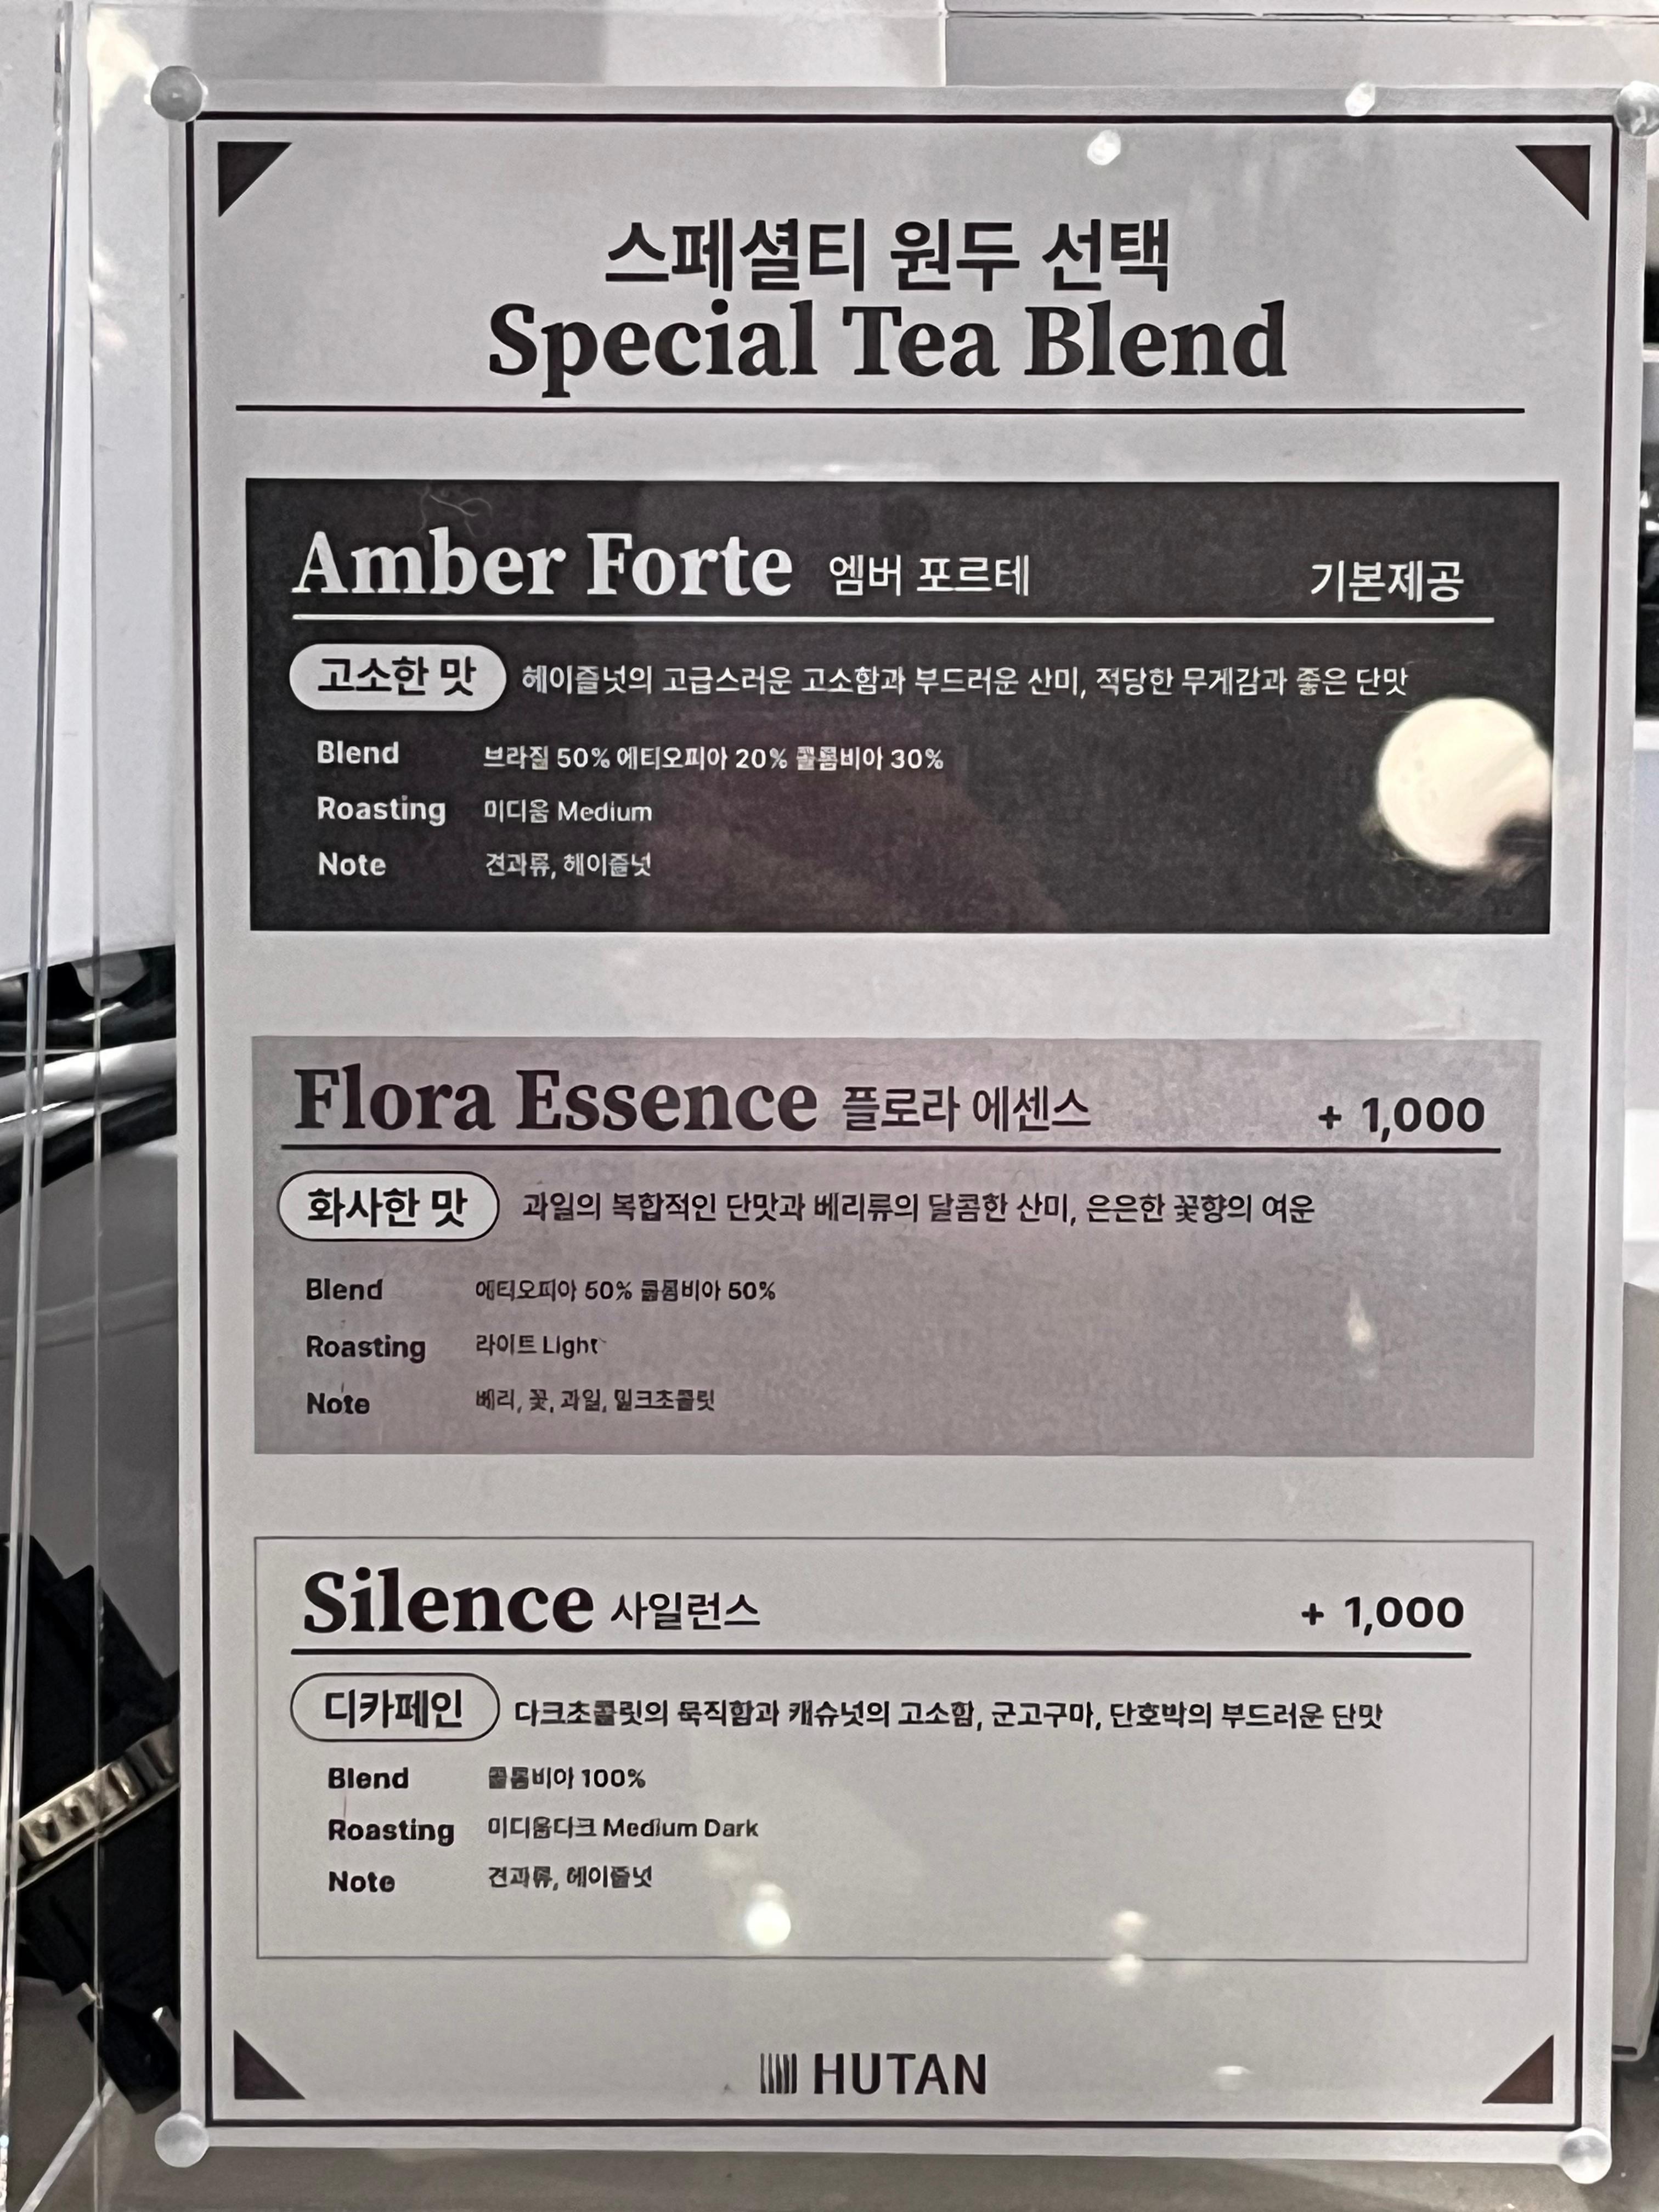 스페셜티 원두 선택
Special Tea Blend
Amber Forte 엠버 포르테 기본제공
고소한 맛 헤이즐넛의 고급스러운 고소함과 부드러운 산미, 적당한 무게감과 좋은 단맛
Blend 브라질 50% 에티오피아 20% 콜롬비아 30%
Roasting 미디움 Medium
Note 견과류, 헤이즐넛
Flora Essence 플로라 에센스 + 1,000
화사한 맛 과일의 복합적인 단맛과 베리류의 달콤한 산미, 은은한 꽃향의 여운
Blend 에티오피아 50% 콜롬비아 50%
Roasting 라이트 Light
Note 베리, 꽃, 과일, 밀크초콜릿
Silence 사일런스 + 1,000
디카페인 다크초콜릿의 묵직함과 캐슈넛의 고소함, 군고구마, 단호박의 부드러운 단맛
Blend 콜롬비아 100%
Roasting 미디움다크 Medium Dark
Note 견과류, 헤이즐넛
HUTAN